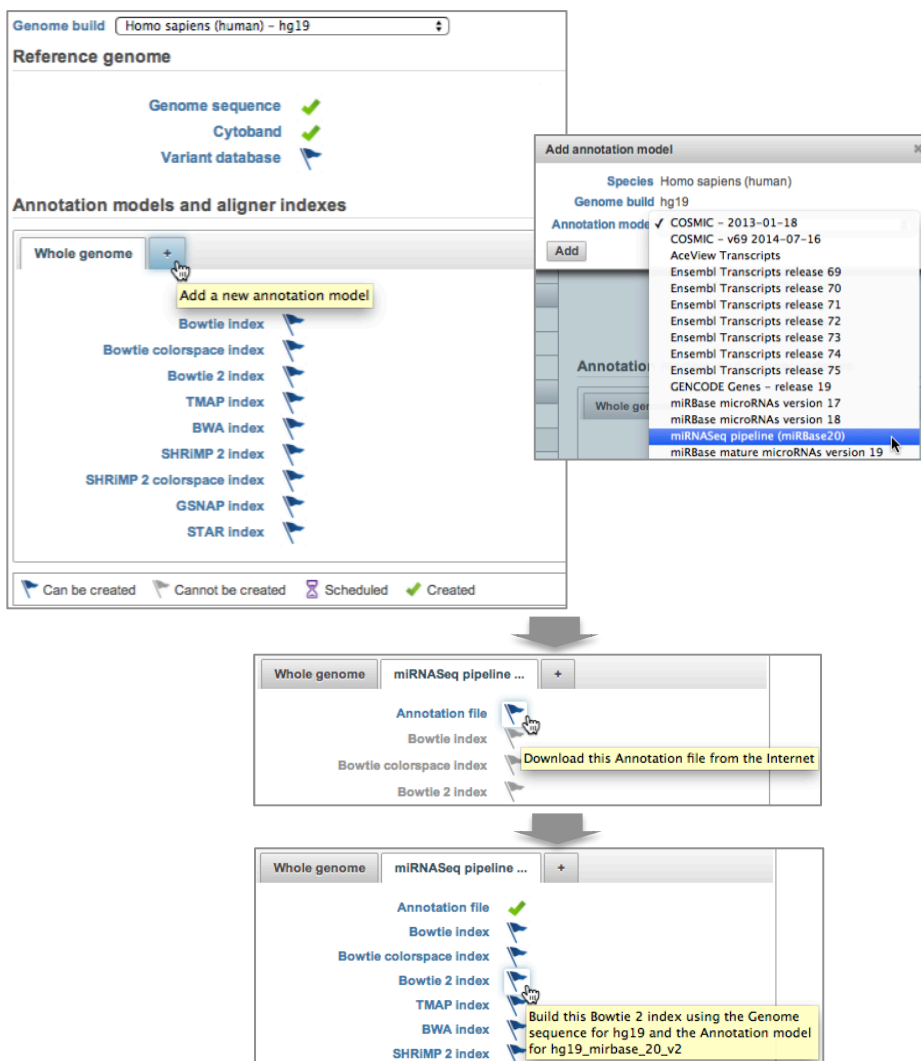 Genome build Homo sapiens (human) – hg19
Reference genome
Genome sequence
Cytoband
Variant database
Annotation models and aligner indexes
Whole genome +
Add a new annotation model
Bowtie index
Bowtie colorspace index
Bowtie 2 index
TMAP index
BWA index
SHRiMP 2 index
SHRiMP 2 colorspace index
GSNAP index
STAR index
Can be created Cannot be created Scheduled Created
Add annotation model
Species Homo sapiens (human)
Genome build hg19
Annotation mode ✓ COSMIC – 2013-01-18
COSMIC – v69 2014-07-16
Add
AceView Transcripts
Ensembl Transcripts release 69
Ensembl Transcripts release 70
Ensembl Transcripts release 71
Ensembl Transcripts release 72
Ensembl Transcripts release 73
Ensembl Transcripts release 74
Ensembl Transcripts release 75
GENCODE Genes – release 19
miRBase microRNAs version 17
miRBase microRNAs version 18
miRNASeq pipeline (miRBase20)
miRBase mature microRNAs version 19
Annotatio
Whole gen
Whole genome miRNASeq pipeline ... +
Annotation file
Bowtie index
Download this Annotation file from the Internet
Bowtie colorspace index
Bowtie 2 index
Whole genome miRNASeq pipeline ... +
Annotation file
Bowtie index
Bowtie colorspace index
Bowtie 2 index
TMAP index
BWA index
SHRiMP 2 index
Build this Bowtie 2 index using the Genome
sequence for hg19 and the Annotation model
for hg19_mirbase_20_v2